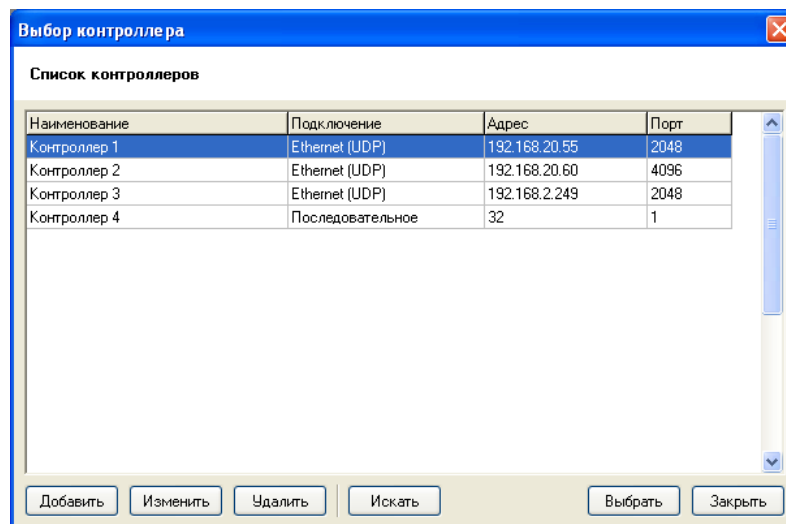 Выбор контроллера
Список контроллеров
Наименование Подключение Адрес Порт
Контроллер 1 Ethernet (UDP) 192.168.20.55 2048
Контроллер 2 Ethernet (UDP) 192.168.20.60 4096
Контроллер 3 Ethernet (UDP) 192.168.2.249 2048
Контроллер 4 Последовательное 32 1
Добавить Изменить Удалить Искать Выбрать Закрыть